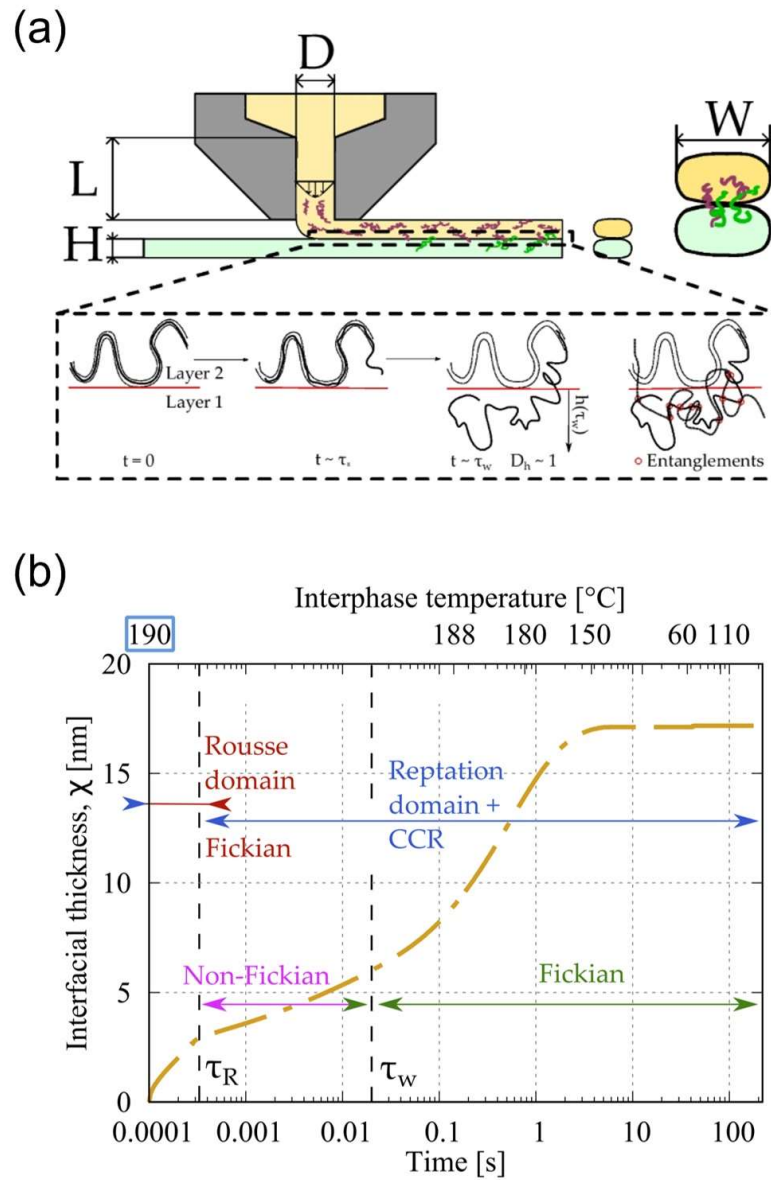 (a)
D
L
H
W
Layer 2
Layer 1
h(τw)
t = 0
t ~ τs
t ~ τw Dh ~ 1
Entanglements
(b)
Interphase temperature [°C]
190 188 180 150 60 110
20
15
10
5
0
Interfacial thickness, χ [nm]
Rousse
domain
Fickian
Reptation
domain +
CCR
Non-Fickian
Fickian
τR
τw
0.0001 0.001 0.01 0.1 1 10 100
Time [s]